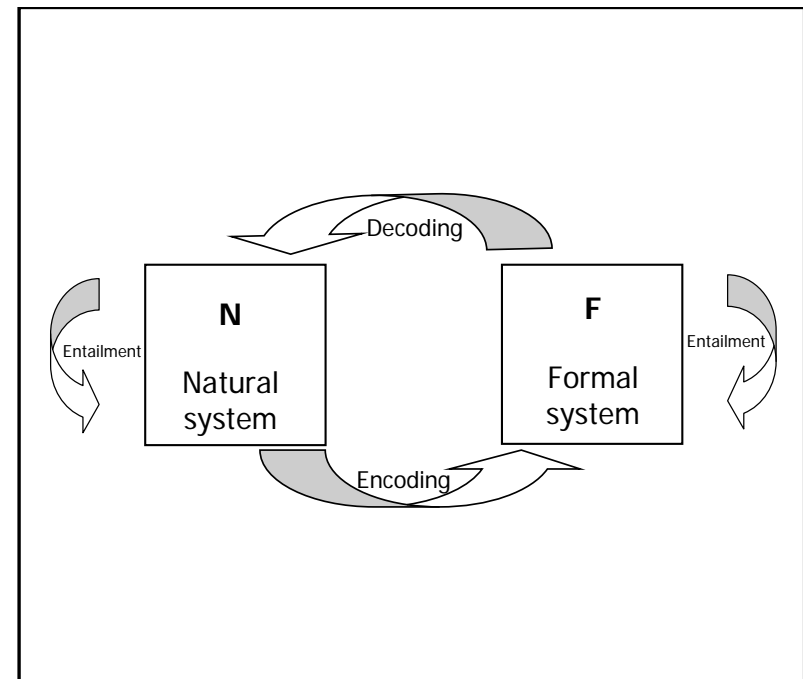 Decoding
N
Natural
system
F
Formal
system
Entailment
Entailment
Encoding